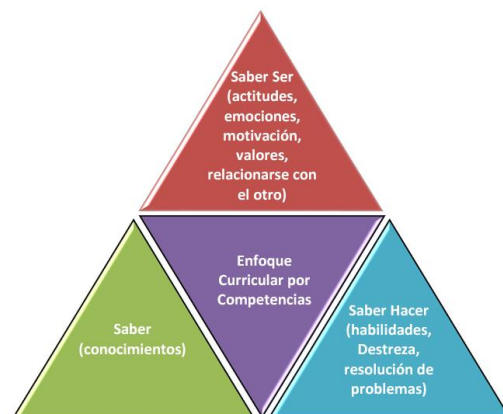 Saber Ser
(actitudes,
emociones,
motivación,
valores,
relacionarse con
el otro)
Enfoque
Curricular por
Competencias
Saber
(conocimientos)
Saber Hacer
(habilidades,
Destreza,
resolución de
problemas)